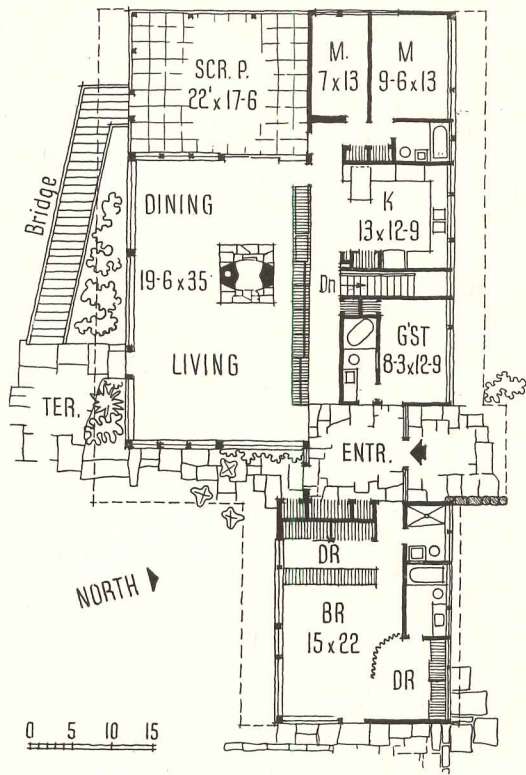 SCR. P.
22' x 17-6
M.
7 x 13
M
9-6 x 13
Bridge
DINING
19-6 x 35
LIVING
K
13 x 12-9
Dn
G'ST
8-3 x 12-9
TER.
ENTR.
NORTH
DR
BR
15 x 22
DR
0 5 10 15